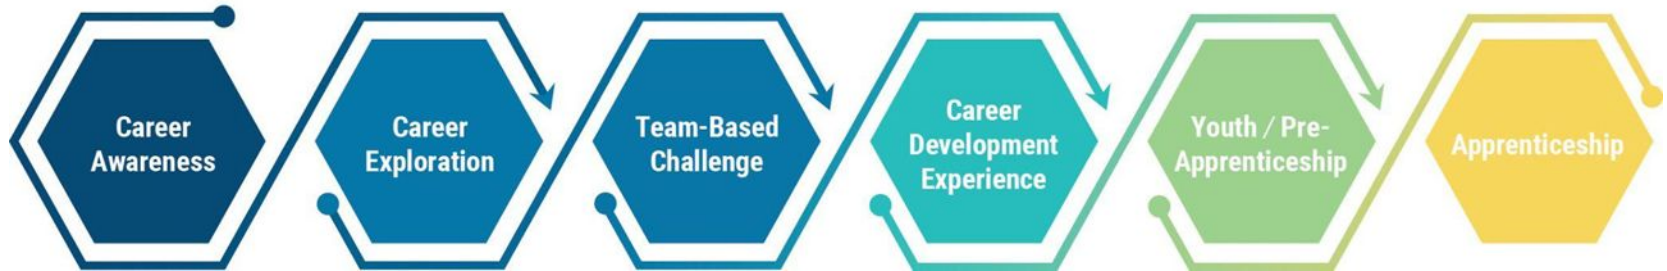 Career
Awareness
Career
Exploration
Team-Based
Challenge
Career
Development
Experience
Youth / Pre-
Apprenticeship
Apprenticeship